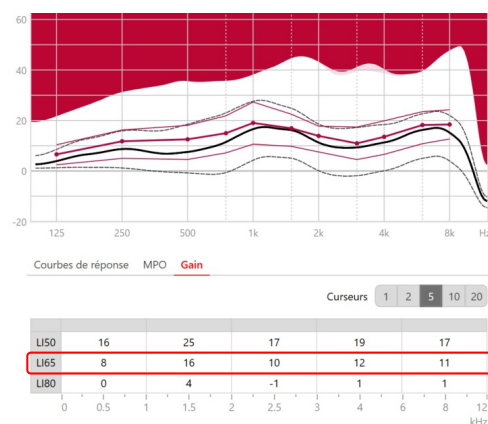 60
40
20
0
-20
125 250 500 1k 2k 4k 8k Hz
Courbes de réponse MPO Gain
Curseurs 1 2 5 10 20
LI50 16 25 17 19 17
LI65 8 16 10 12 11
LI80 0 4 -1 1 1
0 0.5 1 1.5 2 2.5 3 4 6 8 12
kHz